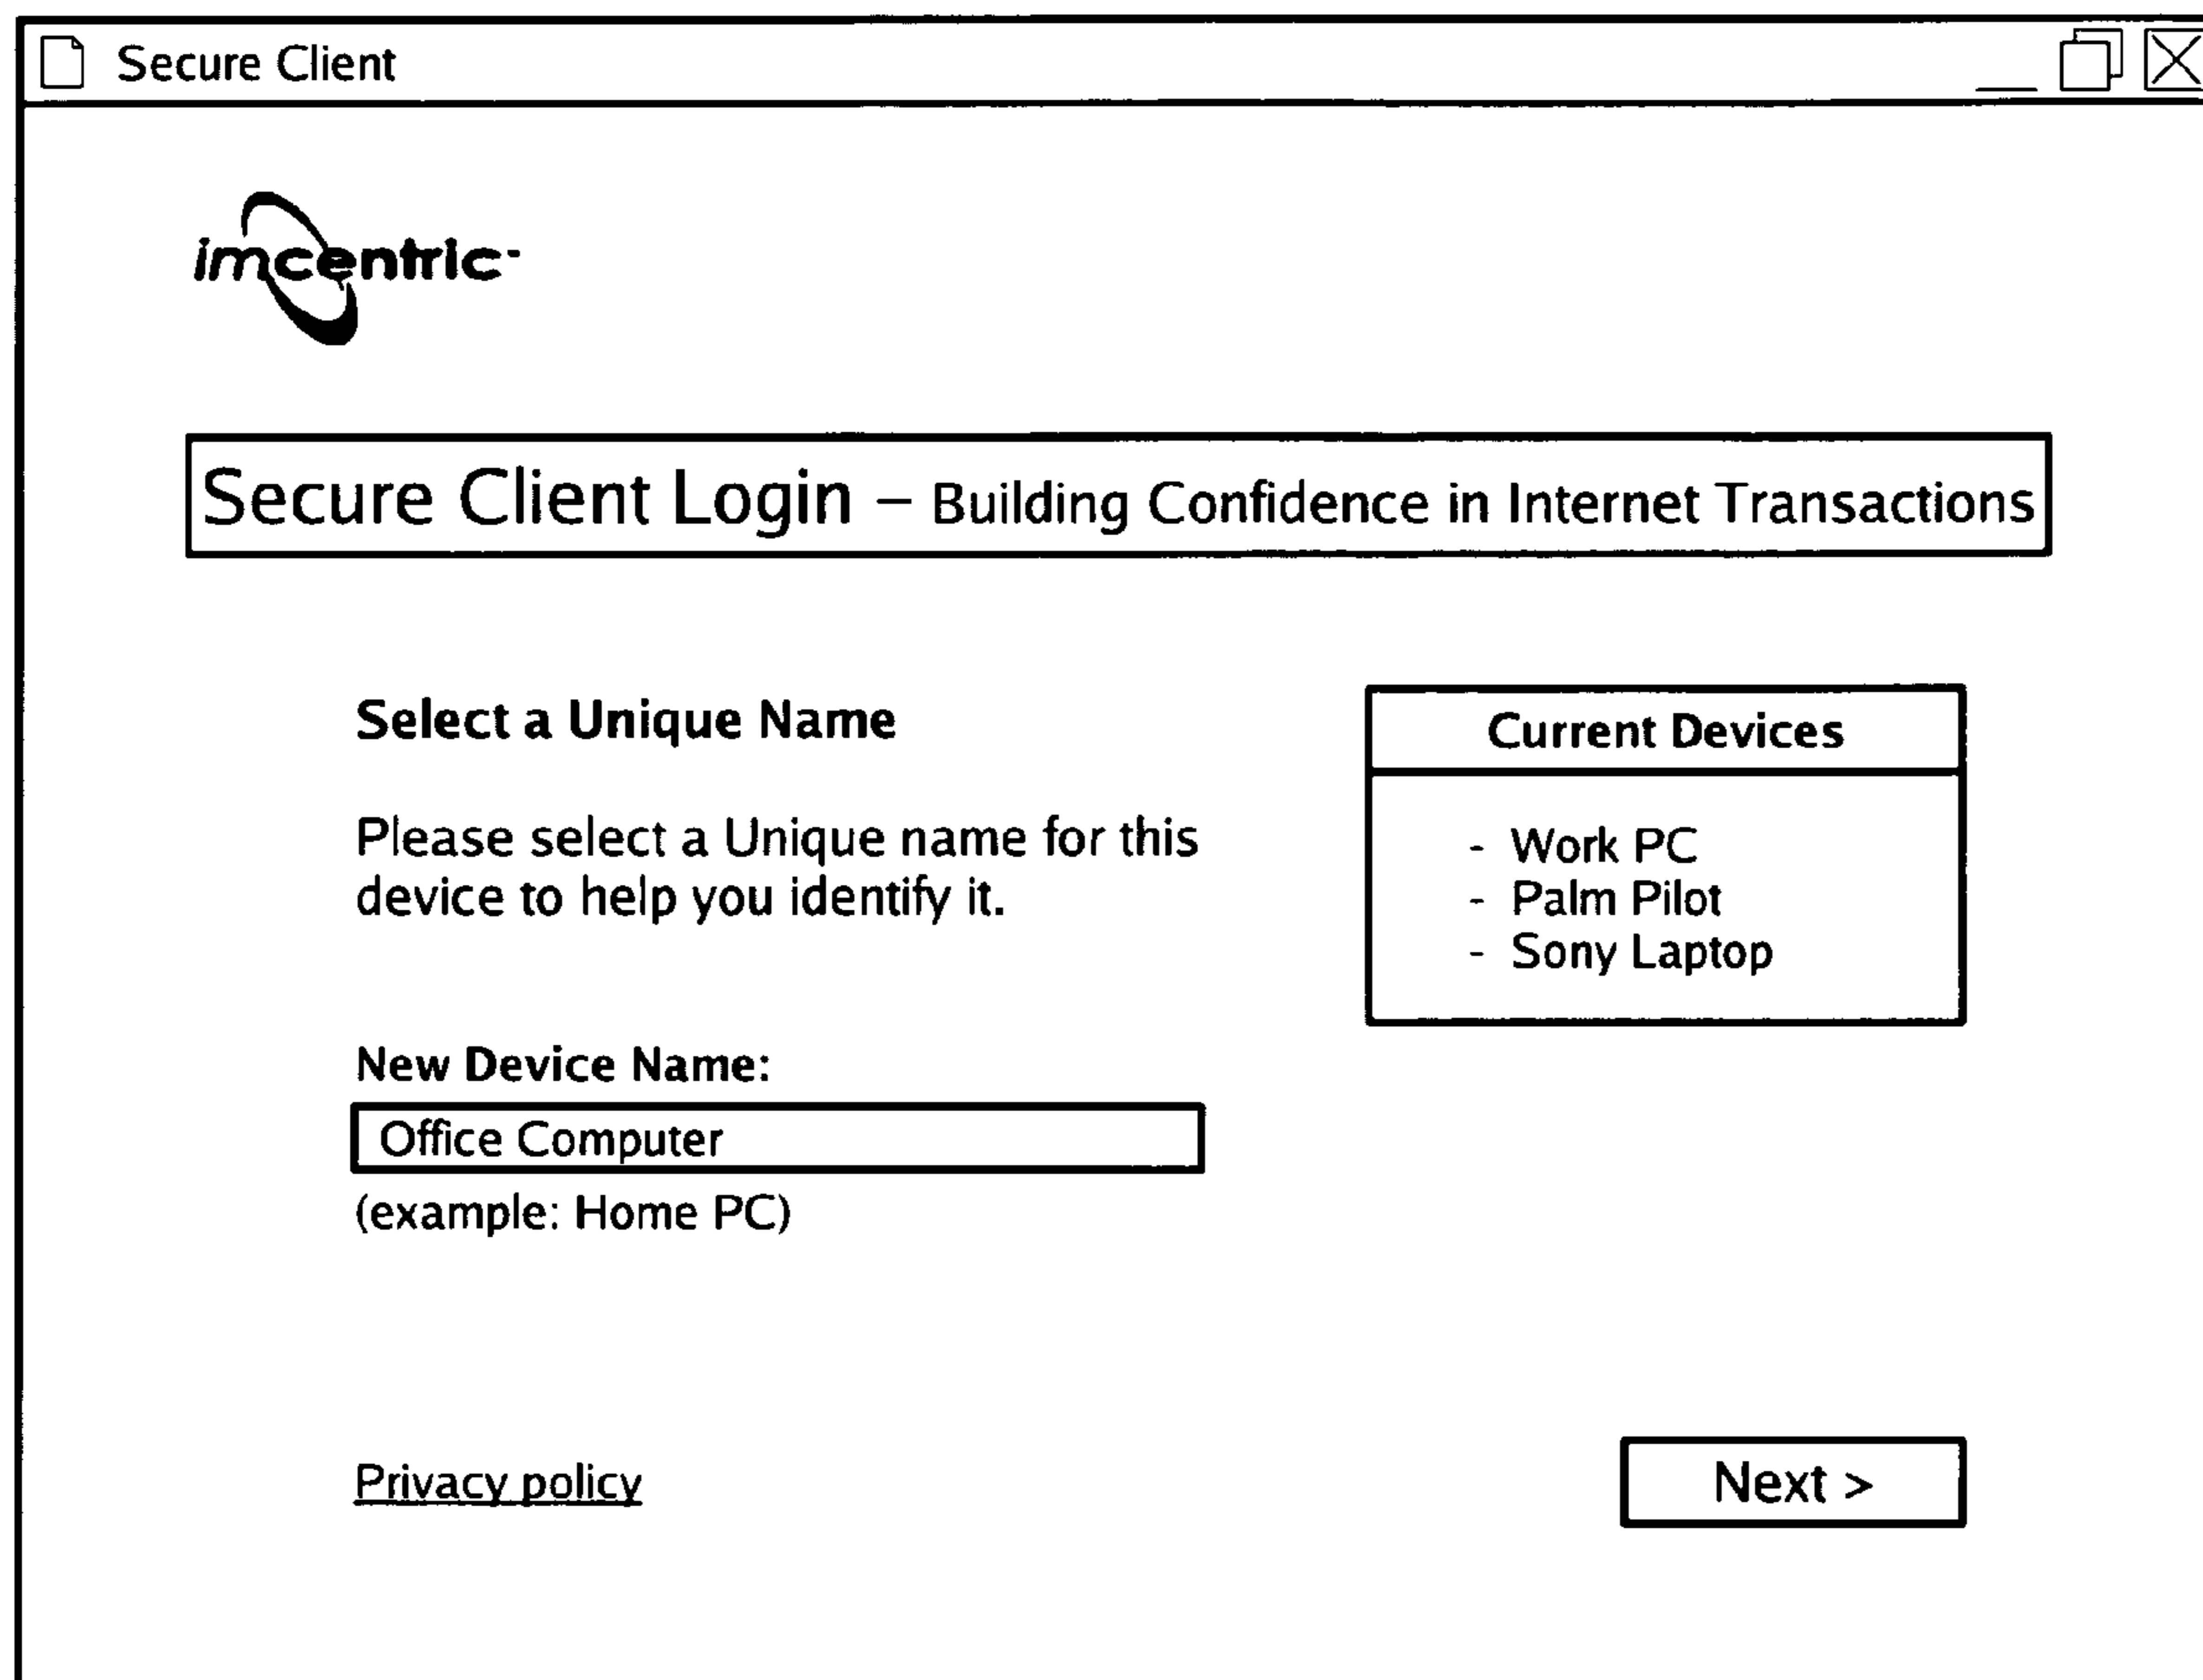 Secure Client
imcentric
Secure Client Login – Building Confidence in Internet Transactions
Select a Unique Name
Please select a Unique name for this
device to help you identify it.
New Device Name:
Office Computer
(example: Home PC)
Current Devices
- Work PC
- Palm Pilot
- Sony Laptop
Privacy policy
Next >